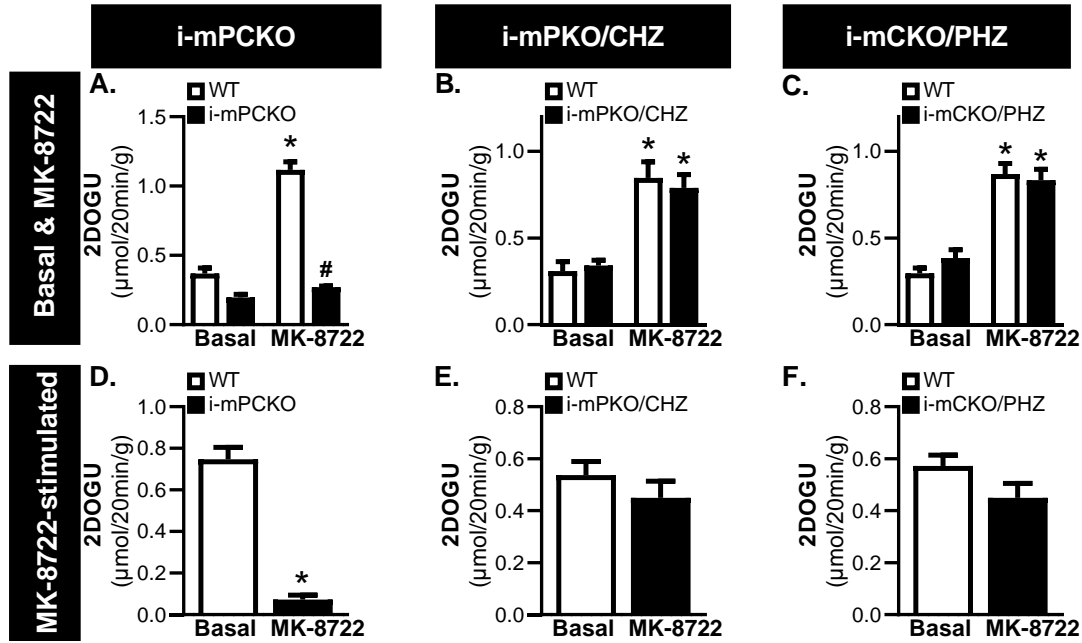 i-mPCKO
i-mPKO/CHZ
i-mCKO/PHZ
Basal & MK-8722
A.
WT
i-mPCKO
2DOGU
(µmol/20min/g)
1.5
1.0
0.5
0.0
*
#
Basal MK-8722
B.
WT
i-mPKO/CHZ
2DOGU
(µmol/20min/g)
1.0
0.5
0.0
* *
Basal MK-8722
C.
WT
i-mCKO/PHZ
2DOGU
(µmol/20min/g)
1.0
0.5
0.0
* *
Basal MK-8722
MK-8722-stimulated
D.
WT
i-mPCKO
2DOGU
(µmol/20min/g)
1.0
0.8
0.6
0.4
0.2
0.0
*
Basal MK-8722
E.
WT
i-mPKO/CHZ
2DOGU
(µmol/20min/g)
0.8
0.6
0.4
0.2
0.0
Basal MK-8722
F.
WT
i-mCKO/PHZ
2DOGU
(µmol/20min/g)
0.8
0.6
0.4
0.2
0.0
Basal MK-8722